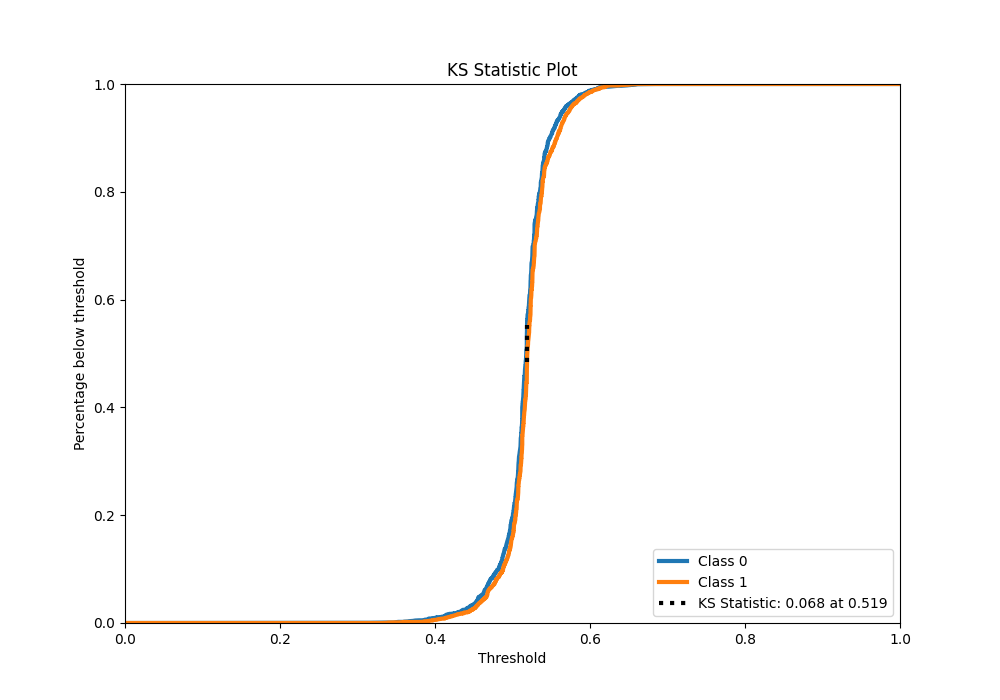 KS Statistic Plot
1.0
0.8
0.6
0.4
0.2
0.0
Percentage below threshold
0.0 0.2 0.4 0.6 0.8 1.0
Threshold
Class 0
Class 1
KS Statistic: 0.068 at 0.519